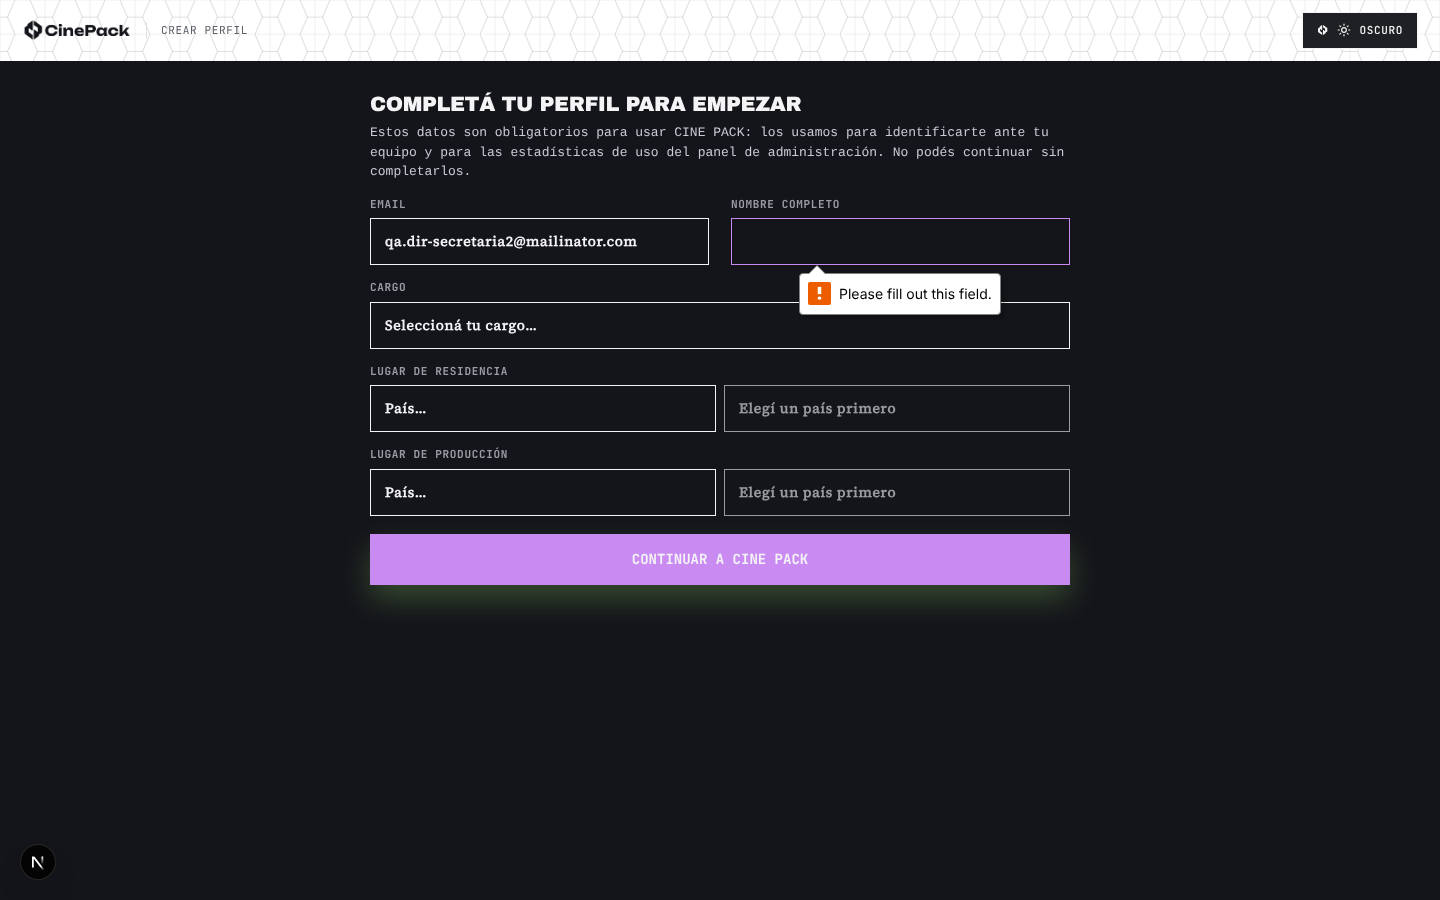 CinePack
CREAR PERFIL
OSCURO
COMPLETÁ TU PERFIL PARA EMPEZAR
Estos datos son obligatorios para usar CINE PACK: los usamos para identificarte ante tu
equipo y para las estadísticas de uso del panel de administración. No podés continuar sin
completarlos.
EMAIL
NOMBRE COMPLETO
qa.dir-secretaria2@mailinator.com
Please fill out this field.
CARGO
Seleccioná tu cargo...
LUGAR DE RESIDENCIA
País...
Elegí un país primero
LUGAR DE PRODUCCIÓN
País...
Elegí un país primero
CONTINUAR A CINE PACK
N